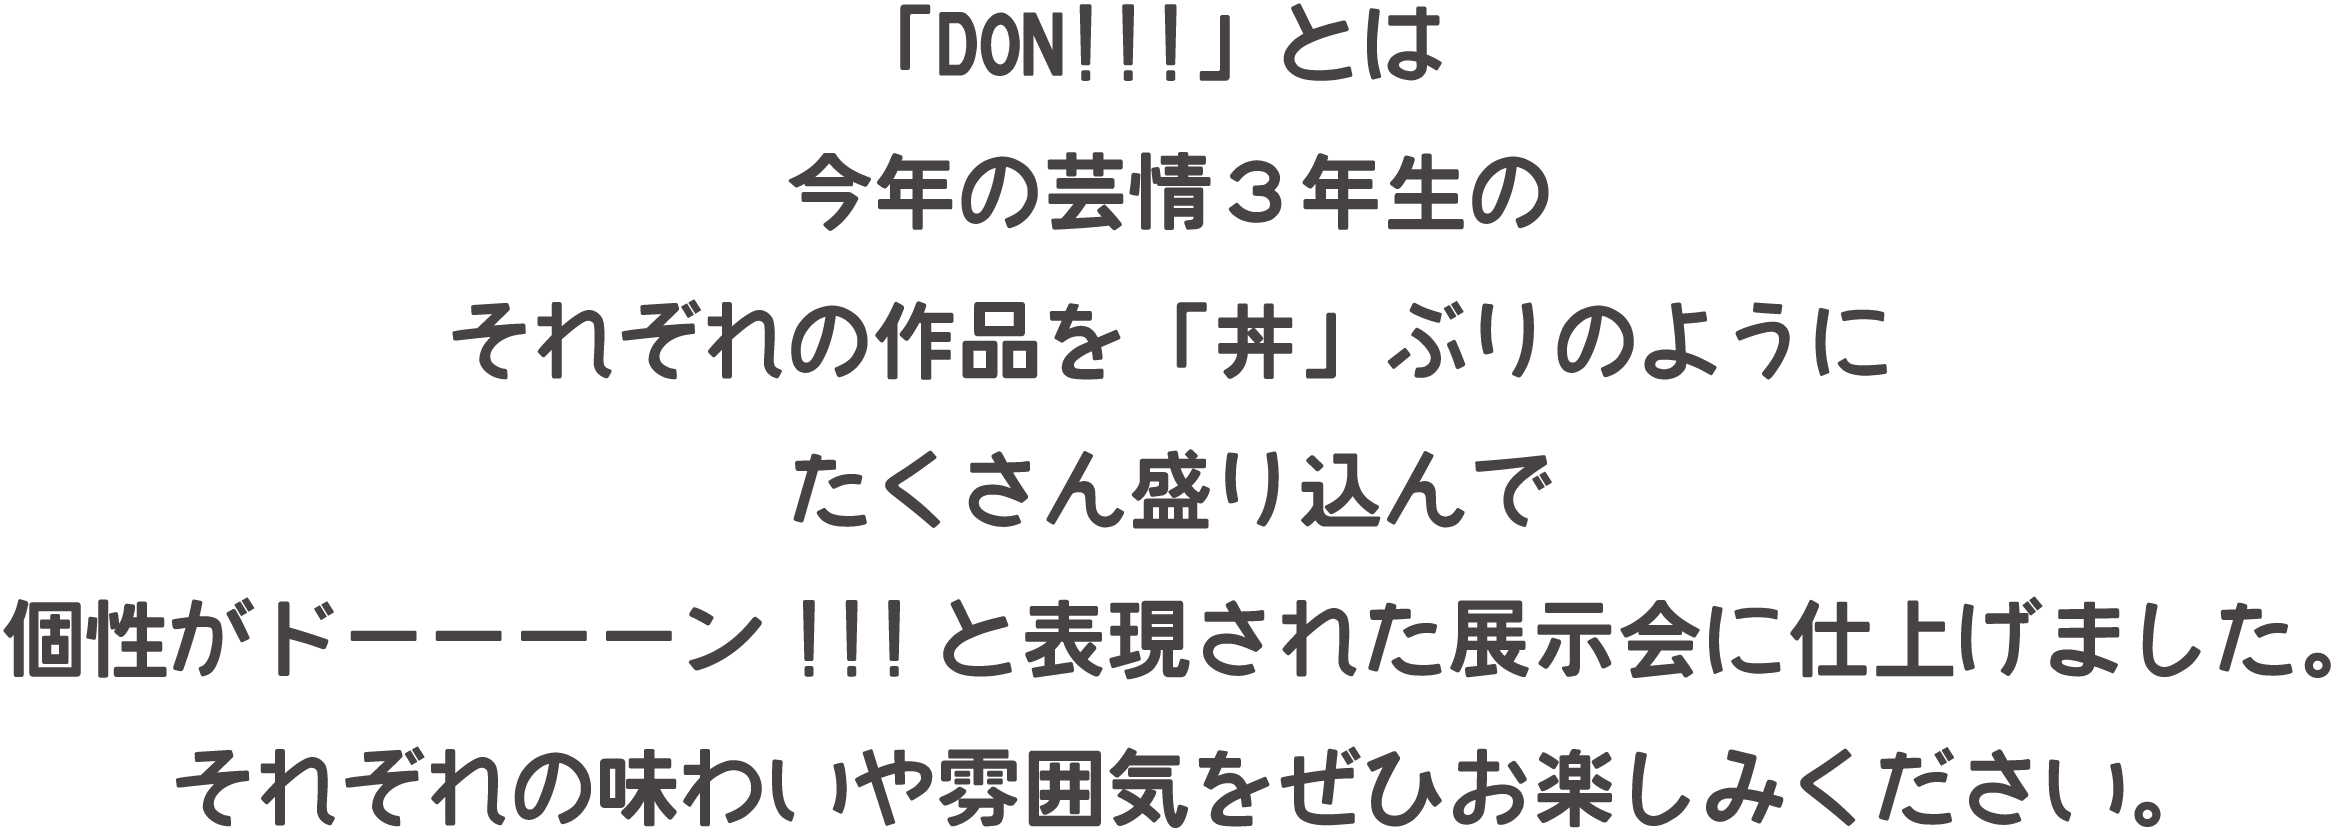 「DON!!!」とは
今年の芸情３年生の
それぞれの作品を「丼」ぶりのように
たくさん盛り込んで
個性がドーーーーン!!!と表現された展示会に仕上げました。
それぞれの味わいや雰囲気をぜひお楽しみください。